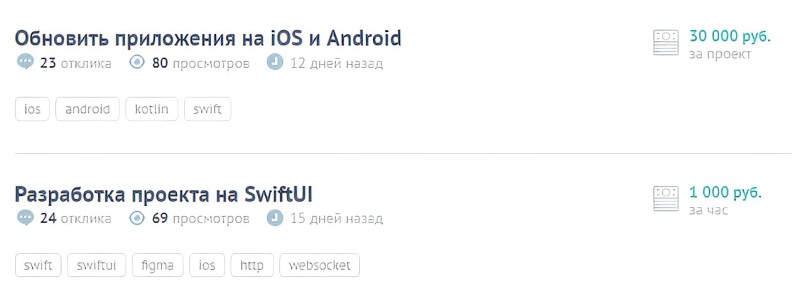 Обновить приложения на iOS и Android
30 000 руб.
23 отклика 80 просмотров 12 дней назад
за проект
ios android kotlin swift
Разработка проекта на SwiftUI
1 000 руб.
24 отклика 69 просмотров 15 дней назад
за час
swift swiftui figma ios http websocket